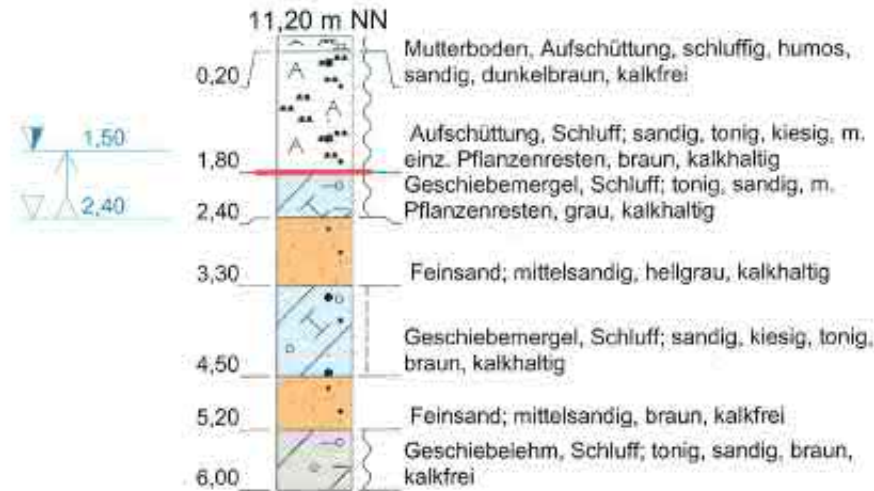 11,20 m NN
Mutterboden, Aufschüttung, schluffig, humos,
0,20
sandig, dunkelbraun, kalkfrei
1,50
Aufschüttung, Schluff; sandig, tonig, kiesig, m.
1,80
einz. Pflanzenresten, braun, kalkhaltig
Geschiebemergel, Schluff; tonig, sandig, m.
2,40
2,40
Pflanzenresten, grau, kalkhaltig
3,30
Feinsand; mittelsandig, hellgrau, kalkhaltig
Geschiebemergel, Schluff; sandig, kiesig, tonig,
4,50
braun, kalkhaltig
5,20
Feinsand; mittelsandig, braun, kalkfrei
Geschiebelehm, Schluff; tonig, sandig, braun,
6,00
kalkfrei